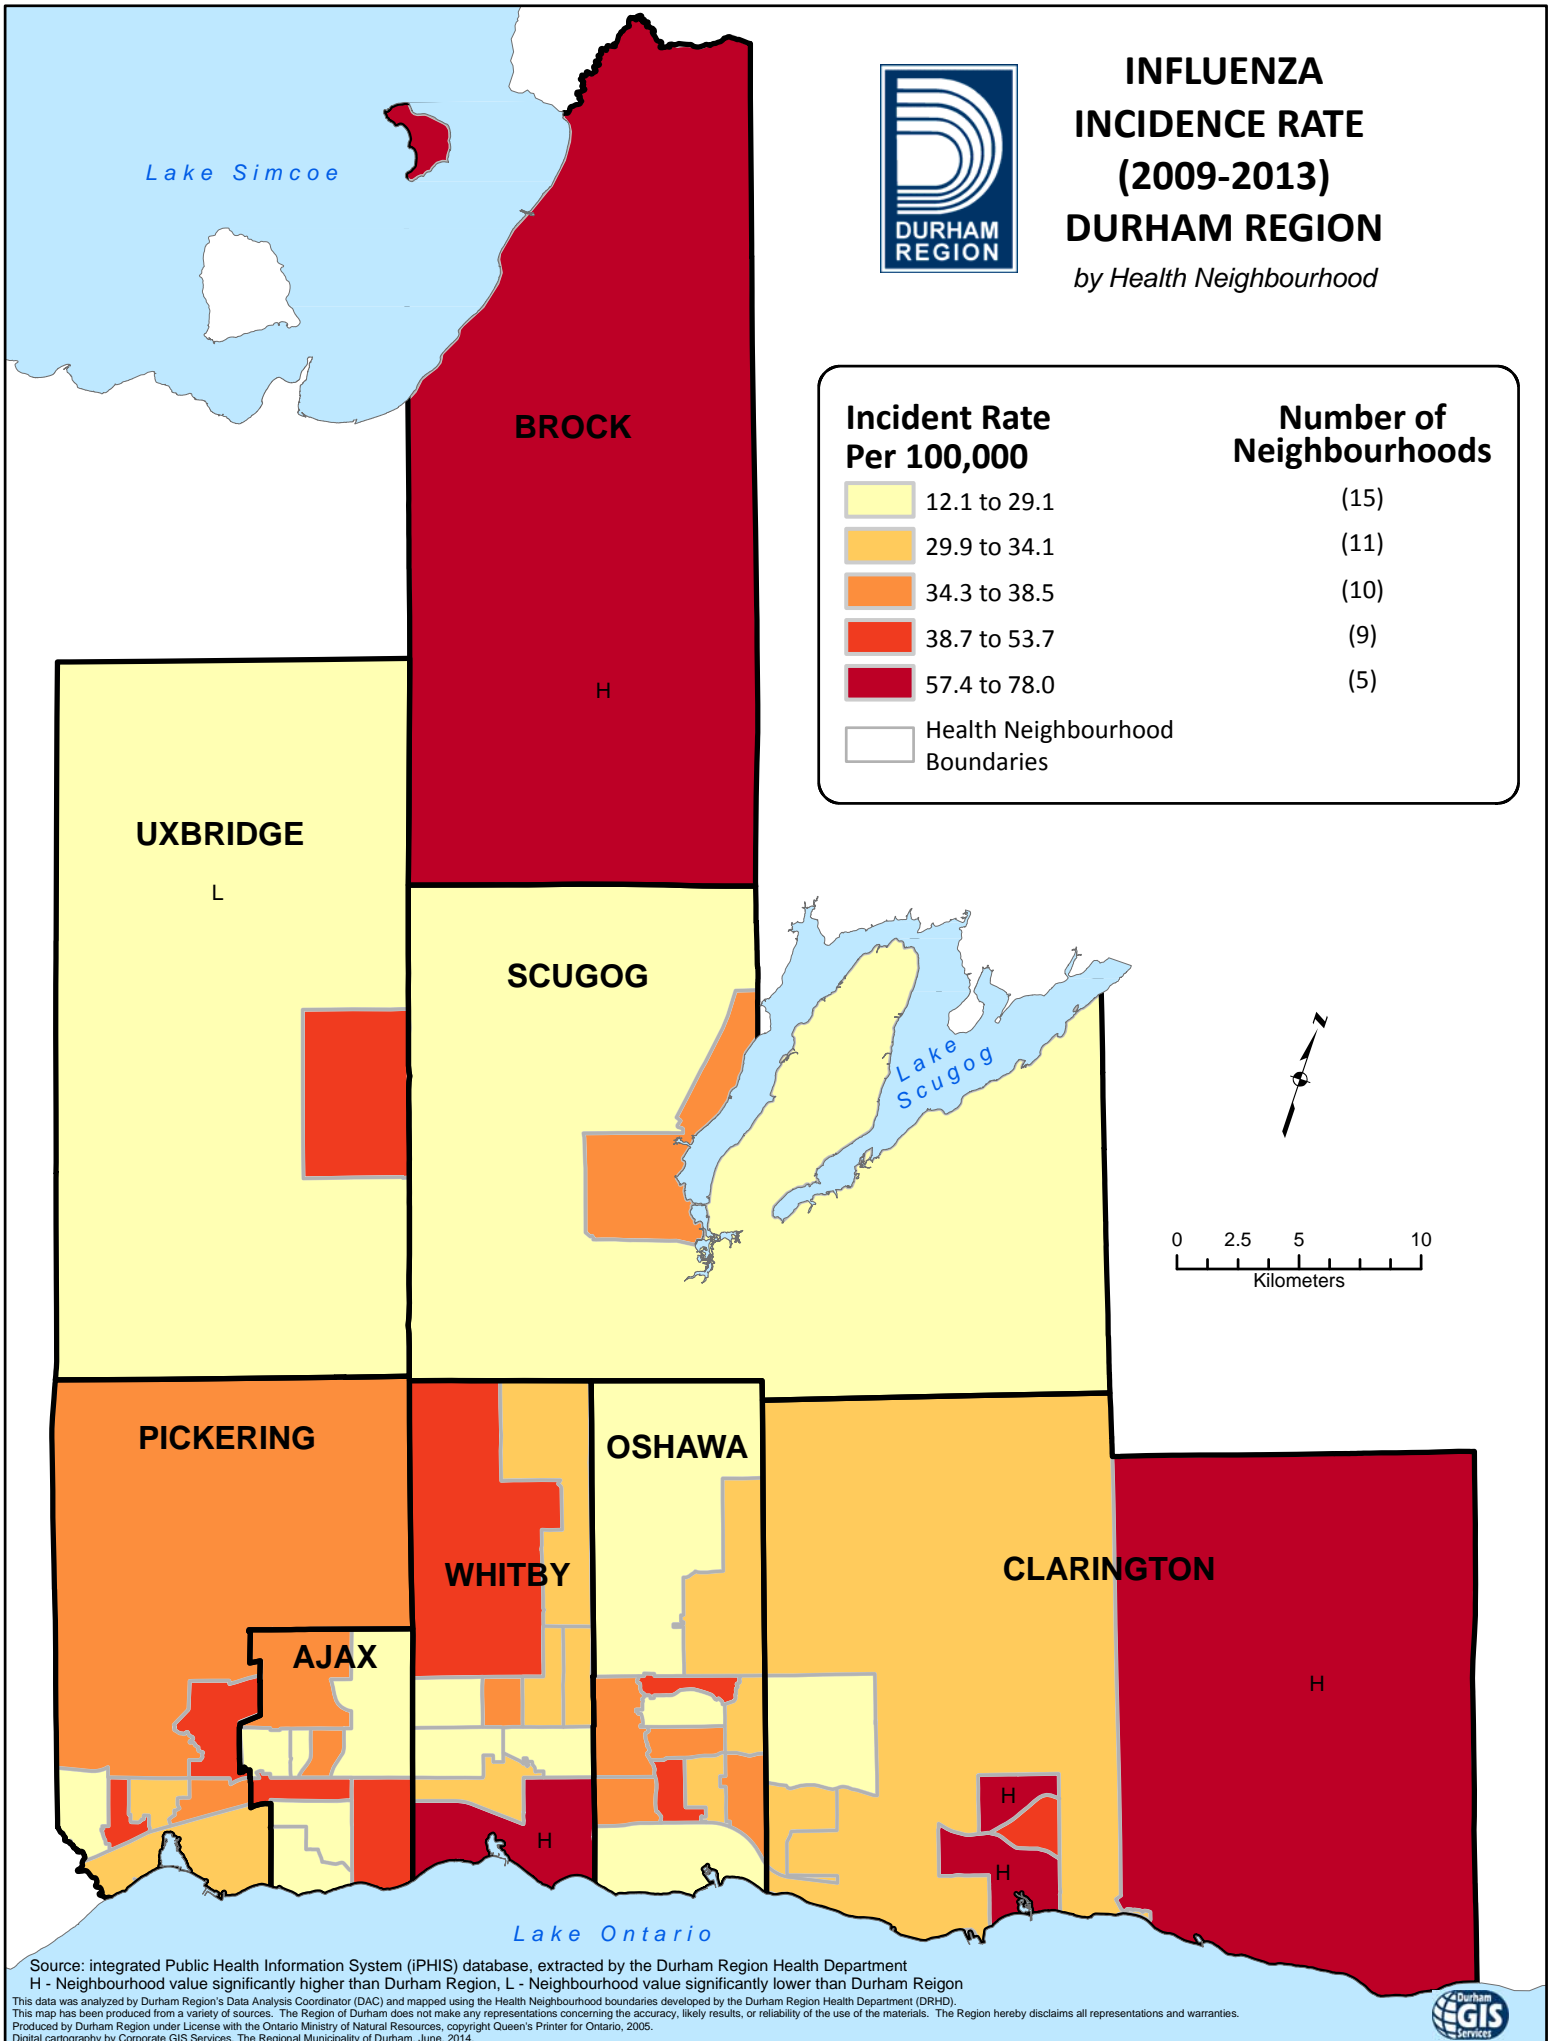 INFLUENZA
INCIDENCE RATE
(2009-2013)
DURHAM REGION
by Health Neighbourhood
DURHAM
REGION
Lake Simcoe
Incident Rate
Per 100,000
Number of
Neighbourhoods
12.1 to 29.1 (15)
29.9 to 34.1 (11)
34.3 to 38.5 (10)
38.7 to 53.7 (9)
57.4 to 78.0 (5)
Health Neighbourhood
Boundaries
BROCK
H
UXBRIDGE
L
SCUGOG
Lake
Scugog
N
0 2.5 5 10
Kilometers
PICKERING
OSHAWA
WHITBY
CLARINGTON
AJAX
H
H
H
H
Lake Ontario
Source: integrated Public Health Information System (iPHIS) database, extracted by the Durham Region Health Department
H - Neighbourhood value significantly higher than Durham Region, L - Neighbourhood value significantly lower than Durham Reigon
This data was analyzed by Durham Region's Data Analysis Coordinator (DAC) and mapped using the Health Neighbourhood boundaries developed by the Durham Region Health Department (DRHD).
This map has been produced from a variety of sources. The Region of Durham does not make any representations concerning the accuracy, likely results, or reliability of the use of the materials. The Region hereby disclaims all representations and warranties.
Produced by Durham Region under License with the Ontario Ministry of Natural Resources, copyright Queen's Printer for Ontario, 2005.
Digital cartography by Corporate GIS Services, The Regional Municipality of Durham, June, 2014.
Durham
GIS
Services